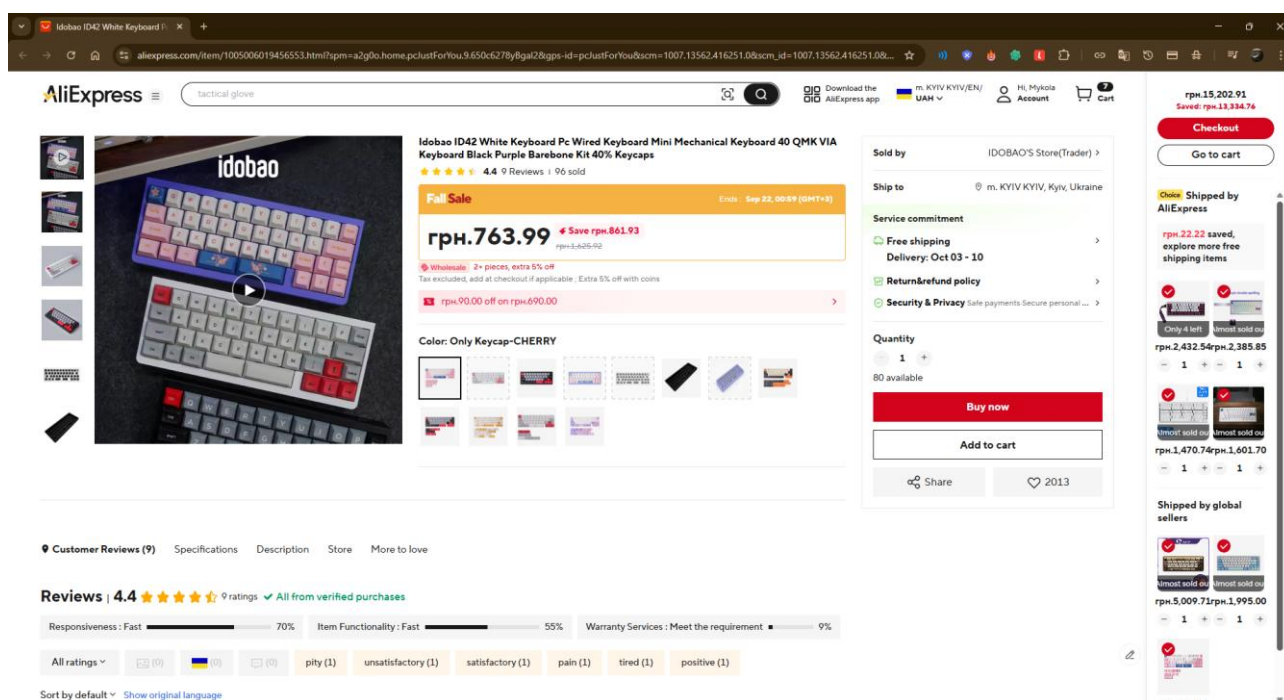 Idobao ID42 White Keyboard P
aliexpress.com/item/1005006019456553.html?spm=a2g0o.home.pcJustForYou.9.650c6278yBgal2&gps-id=pcJustForYou&scm=1007.13562.416251.0&scm_id=1007.13562.416251.0&...
AliExpress
tactical glove
Download the
AliExpress app
m. KYIV KYIV/EN/
UAH
Hi, Mykola
Account
7
Cart
idobao
Idobao ID42 White Keyboard Pc Wired Keyboard Mini Mechanical Keyboard 40 QMK VIA
Keyboard Black Purple Barebone Kit 40% Keycaps
4.4 9 Reviews | 96 sold
Fall Sale
Ends : Sep 22, 00:59 (GMT+3)
грн.763.99
Save грн.861.93
грн.1,625.92
Wholesale 2+ pieces, extra 5% off
Tax excluded, add at checkout if applicable ; Extra 5% off with coins
грн.90.00 off on грн.690.00
Color: Only Keycap-CHERRY
Sold by IDOBAO'S Store(Trader) >
Ship to m. KYIV KYIV, Kyiv, Ukraine
Service commitment
Free shipping
Delivery: Oct 03 - 10
Return&refund policy
Security & Privacy Safe payments Secure personal ...
Quantity
- 1 +
80 available
Buy now
Add to cart
Share
2013
Customer Reviews (9) Specifications Description Store More to love
Reviews | 4.4 9 ratings All from verified purchases
Responsiveness : Fast 70% Item Functionality : Fast 55% Warranty Services : Meet the requirement 9%
All ratings (0) (0) (0) pity (1) unsatisfactory (1) satisfactory (1) pain (1) tired (1) positive (1)
Sort by default Show original language
грн.15,202.91
Saved: грн.13,334.76
Checkout
Go to cart
Choice Shipped by
AliExpress
грн.22.22 saved,
explore more free
shipping items
Only 4 left Almost sold ou
грн.2,432.54 грн.2,385.85
- 1 + - 1 +
Almost sold ou Almost sold ou
грн.1,470.74 грн.1,601.70
- 1 + - 1 +
Shipped by global
sellers
Almost sold ou Almost sold ou
грн.5,009.71 грн.1,995.00
- 1 + - 1 +